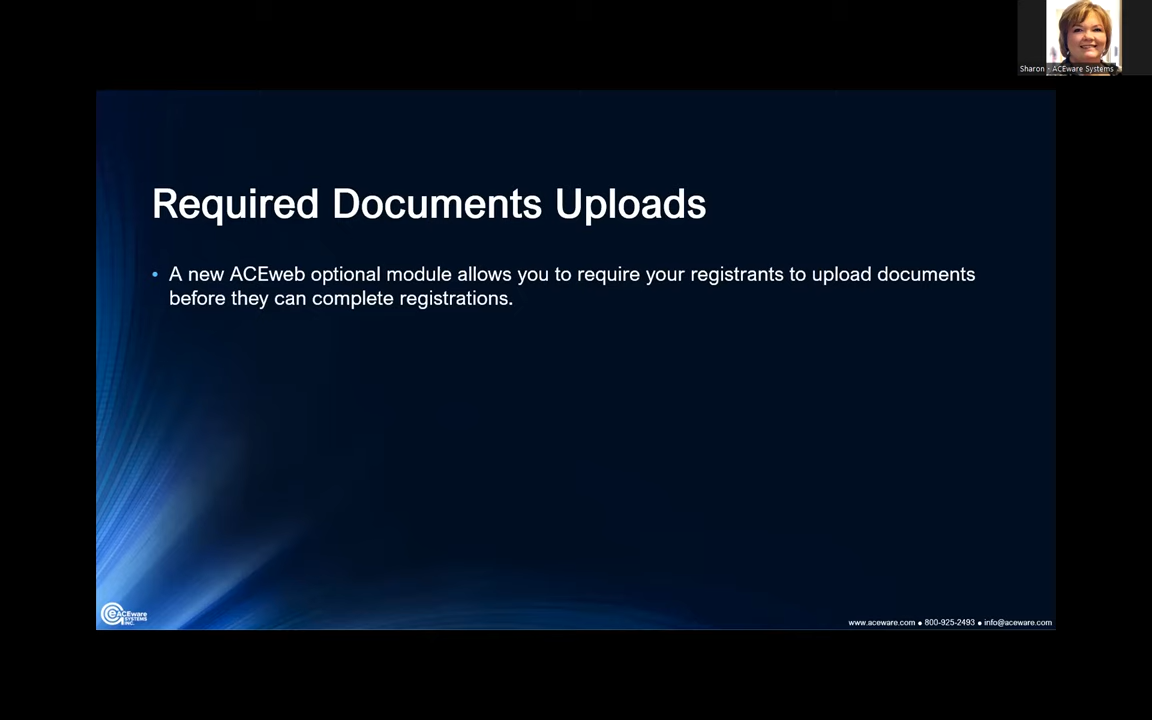 Sharon - ACEware Systems
Required Documents Uploads
• A new ACEweb optional module allows you to require your registrants to upload documents
before they can complete registrations.
ACEware
SYSTEMS
INC.
www.aceware.com ● 800-925-2493 ● info@aceware.com